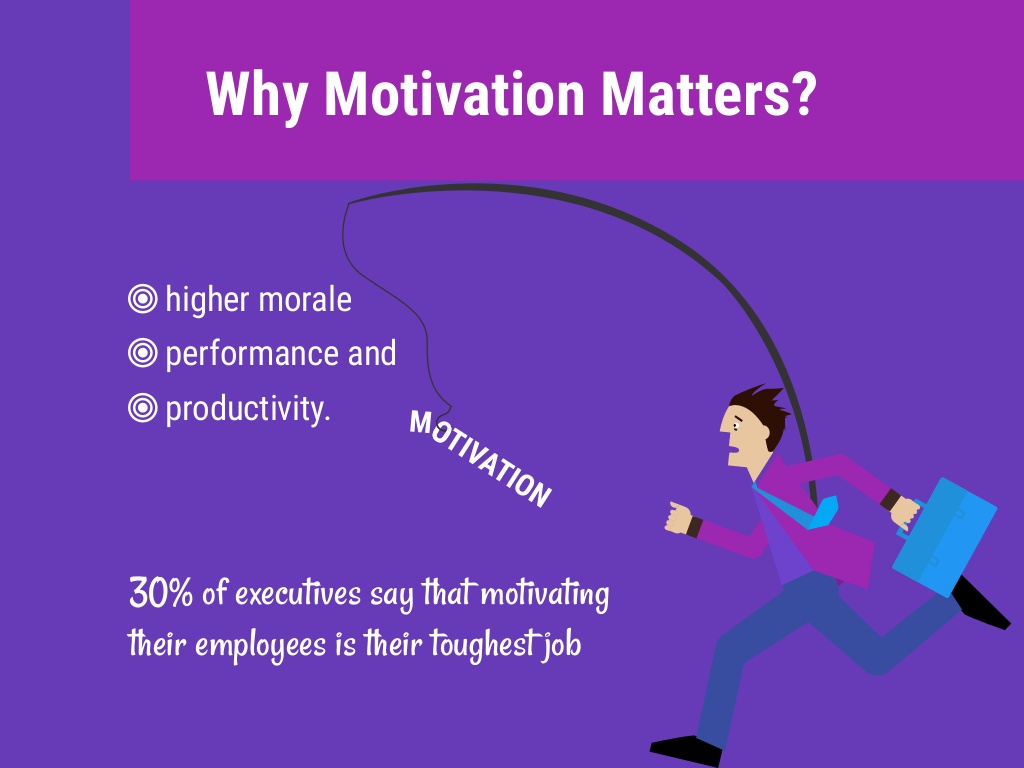 Why Motivation Matters?
higher morale
performance and
productivity.
MOTIVATION
30% of executives say that motivating
their employees is their toughest job